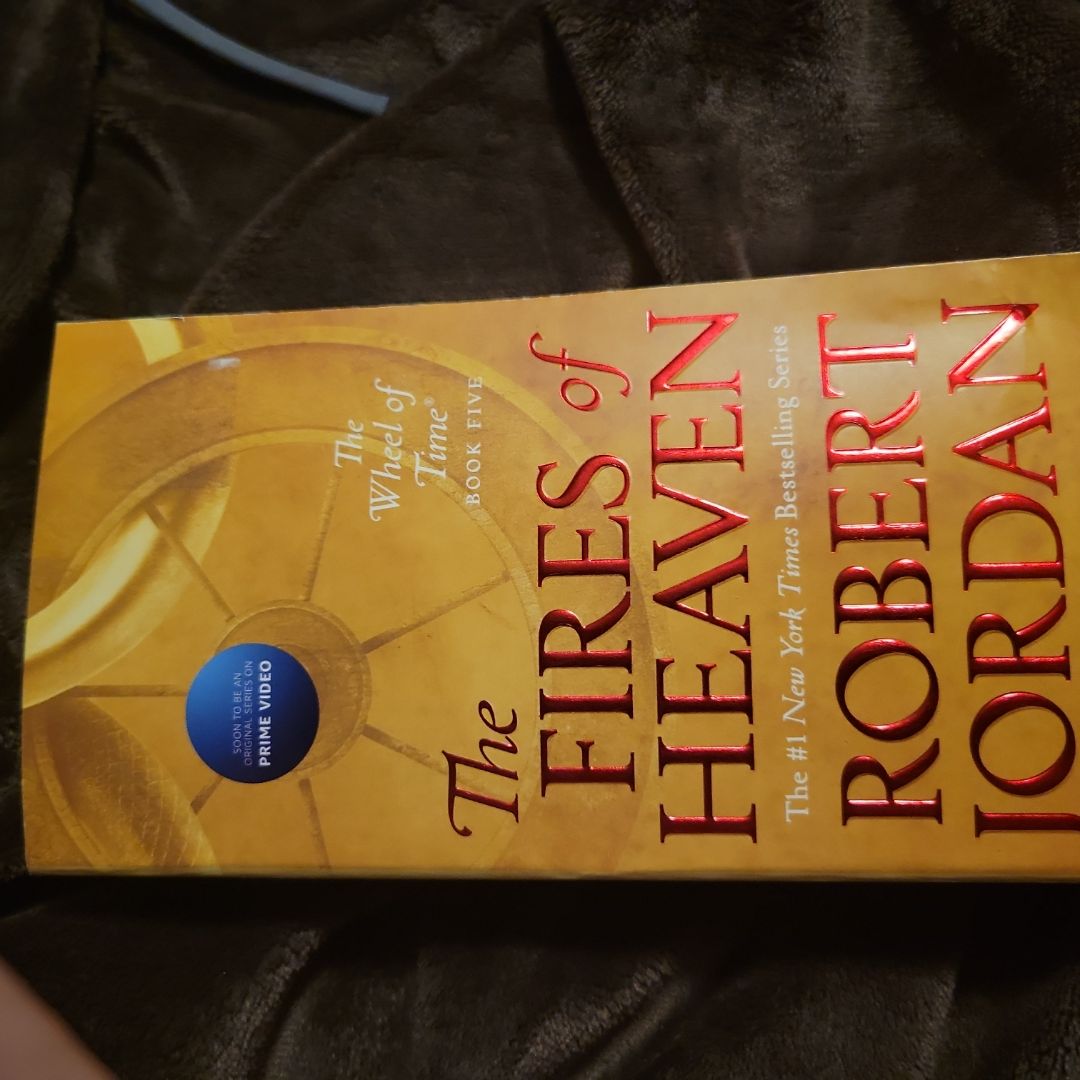 The
Wheel of
Time®
BOOK FIVE
SOON TO BE AN
ORIGINAL SERIES ON
PRIME VIDEO
The
FIRES of
HEAVEN
The #1 New York Times Bestselling Series
ROBERT
JORDAN